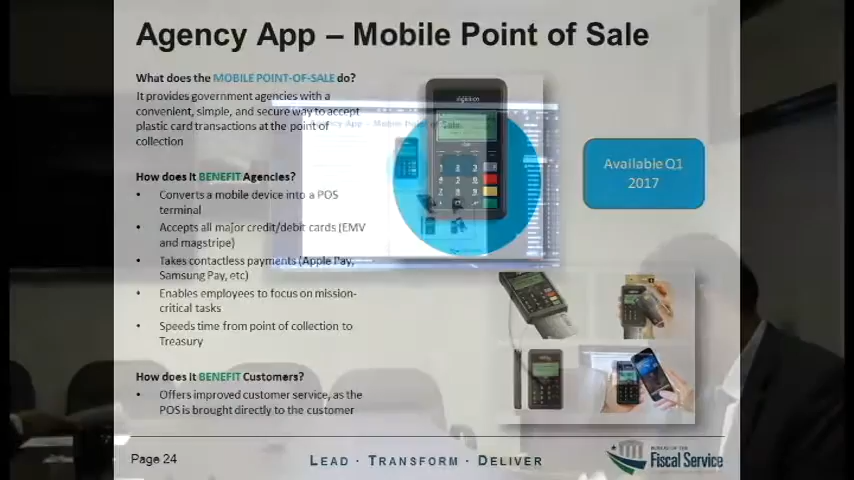 Agency App – Mobile Point of Sale
What does the MOBILE POINT-OF-SALE do?
It provides government agencies with a
convenient, simple, and secure way to accept
plastic card transactions at the point of
collection
How does it BENEFIT Agencies?
• Converts a mobile device into a POS
terminal
• Accepts all major credit/debit cards (EMV
and magstripe)
• Takes contactless payments (Apple Pay,
Samsung Pay, etc)
• Enables employees to focus on mission-
critical tasks
• Speeds time from point of collection to
Treasury
How does it BENEFIT Customers?
• Offers improved customer service, as the
POS is brought directly to the customer
Available Q1
2017
ingenico
Page 24
LEAD · TRANSFORM · DELIVER
BUREAU OF THE
Fiscal Service